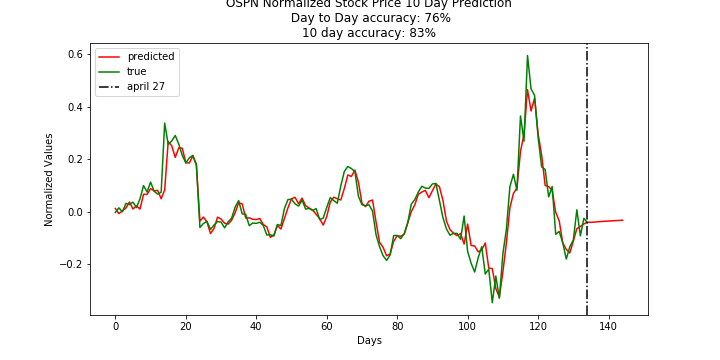 OSPN Normalized Stock Price 10 Day Prediction
Day to Day accuracy: 76%
10 day accuracy: 83%
predicted
true
april 27
Normalized Values
0.6
0.4
0.2
0.0
−0.2
0
20
40
60
80
100
120
140
Days